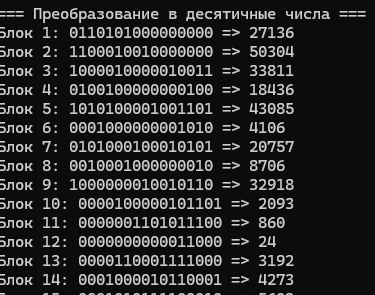 === Преобразование в десятичные числа ===
Блок 1: 0110101000000000 => 27136
Блок 2: 1100010010000000 => 50304
Блок 3: 1000010000010011 => 33811
Блок 4: 0100100000000100 => 18436
Блок 5: 1010100001001101 => 43085
Блок 6: 0001000000001010 => 4106
Блок 7: 0101000100010101 => 20757
Блок 8: 0010001000000010 => 8706
Блок 9: 1000000010010110 => 32918
Блок 10: 0000100000101101 => 2093
Блок 11: 0000001101011100 => 860
Блок 12: 0000000000011000 => 24
Блок 13: 0000110001111000 => 3192
Блок 14: 0001000010110001 => 4273